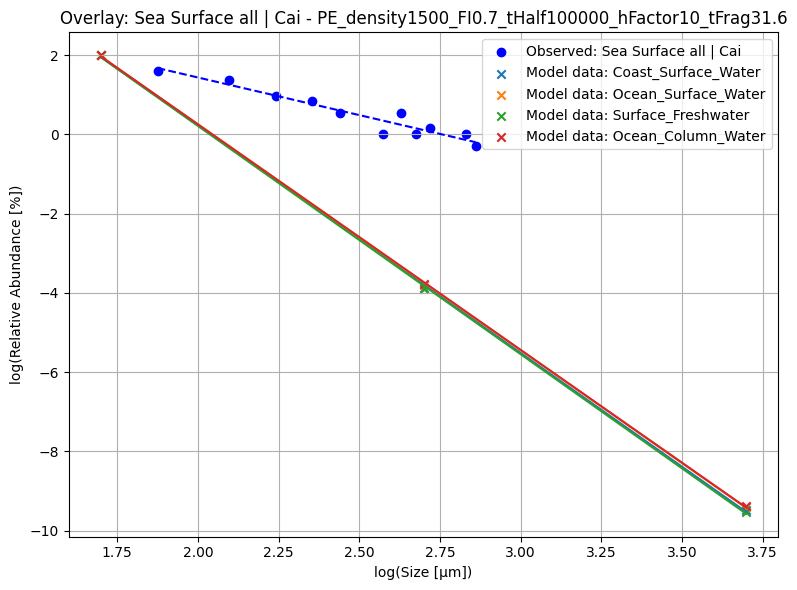 Overlay: Sea Surface all | Cai - PE_density1500_FI0.7_tHalf100000_hFactor10_tFrag31.6
Observed: Sea Surface all | Cai
Model data: Coast_Surface_Water
Model data: Ocean_Surface_Water
Model data: Surface_Freshwater
Model data: Ocean_Column_Water
log(Relative Abundance [%])
2
0
−2
−4
−6
−8
−10
1.75
2.00
2.25
2.50
2.75
3.00
3.25
3.50
3.75
log(Size [µm])